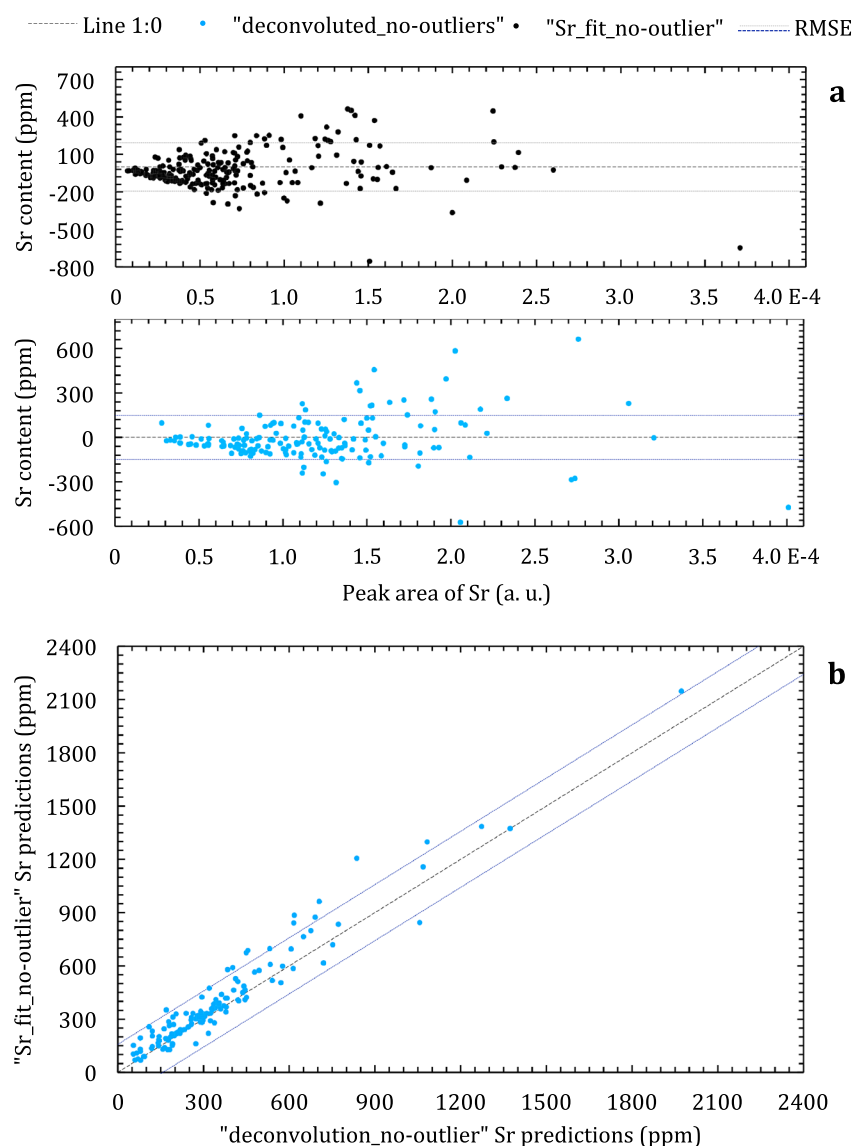 Line 1:0 "deconvoluted_no-outliers" "Sr_fit_no-outlier" RMSE
a
Sr content (ppm)
700
400
100
-200
-500
-800
0 0.5 1.0 1.5 2.0 2.5 3.0 3.5 4.0 E-4
Sr content (ppm)
600
300
0
-300
-600
0 0.5 1.0 1.5 2.0 2.5 3.0 3.5 4.0 E-4
Peak area of Sr (a. u.)
b
"Sr_fit_no-outlier" Sr predictions (ppm)
2400
2100
1800
1500
1200
900
600
300
0
0 300 600 900 1200 1500 1800 2100 2400
"deconvolution_no-outlier" Sr predictions (ppm)